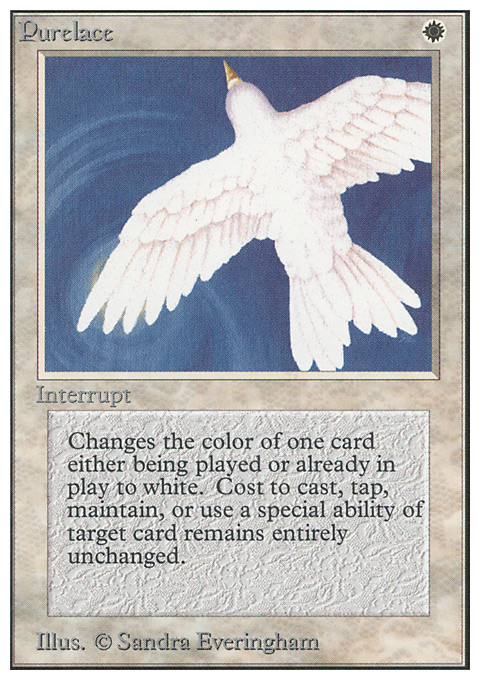 Purelace
Interrupt
Changes the color of one card
either being played or already in
play to white. Cost to cast, tap,
maintain, or use a special ability of
target card remains entirely
unchanged.
Illus. © Sandra Everingham